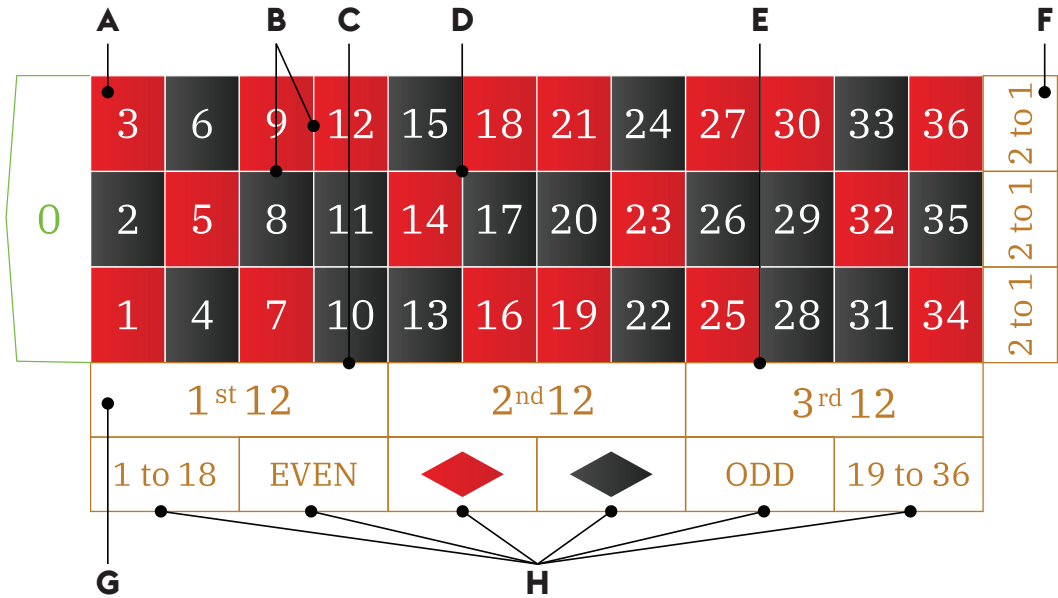 A B C D E F
3 6 9 12 15 18 21 24 27 30 33 36 2 to 1
0 2 5 8 11 14 17 20 23 26 29 32 35 2 to 1
1 4 7 10 13 16 19 22 25 28 31 34 2 to 1
1st 12 2nd 12 3rd 12
1 to 18 EVEN ODD 19 to 36
G H